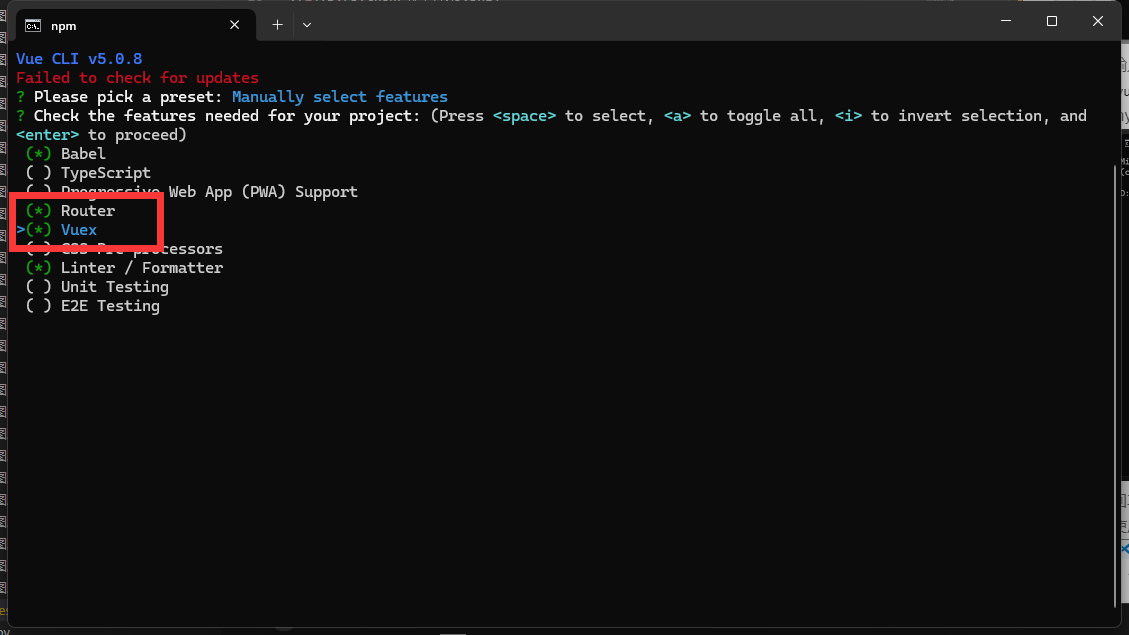 npm
Vue CLI v5.0.8
Failed to check for updates
? Please pick a preset: Manually select features
? Check the features needed for your project: (Press <space> to select, <a> to toggle all, <i> to invert selection, and
<enter> to proceed)
(*) Babel
( ) TypeScript
( ) Progressive Web App (PWA) Support
(*) Router
>(*) Vuex
( ) CSS Pre-processors
(*) Linter / Formatter
( ) Unit Testing
( ) E2E Testing